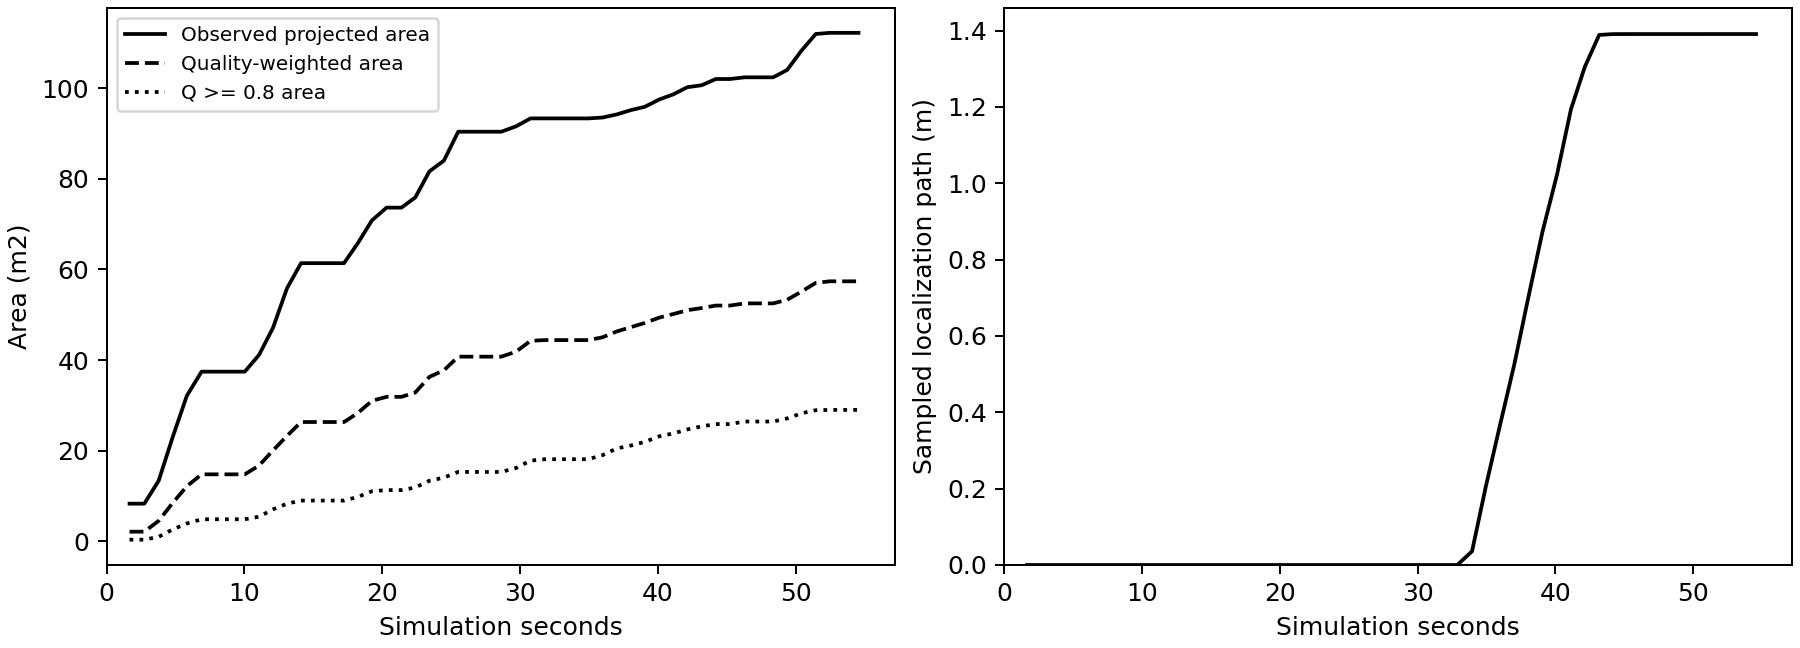 Observed projected area
Quality-weighted area
Q >= 0.8 area
100
80
60
40
20
0
Area (m2)
0 10 20 30 40 50
Simulation seconds
1.4
1.2
1.0
0.8
0.6
0.4
0.2
0.0
Sampled localization path (m)
0 10 20 30 40 50
Simulation seconds